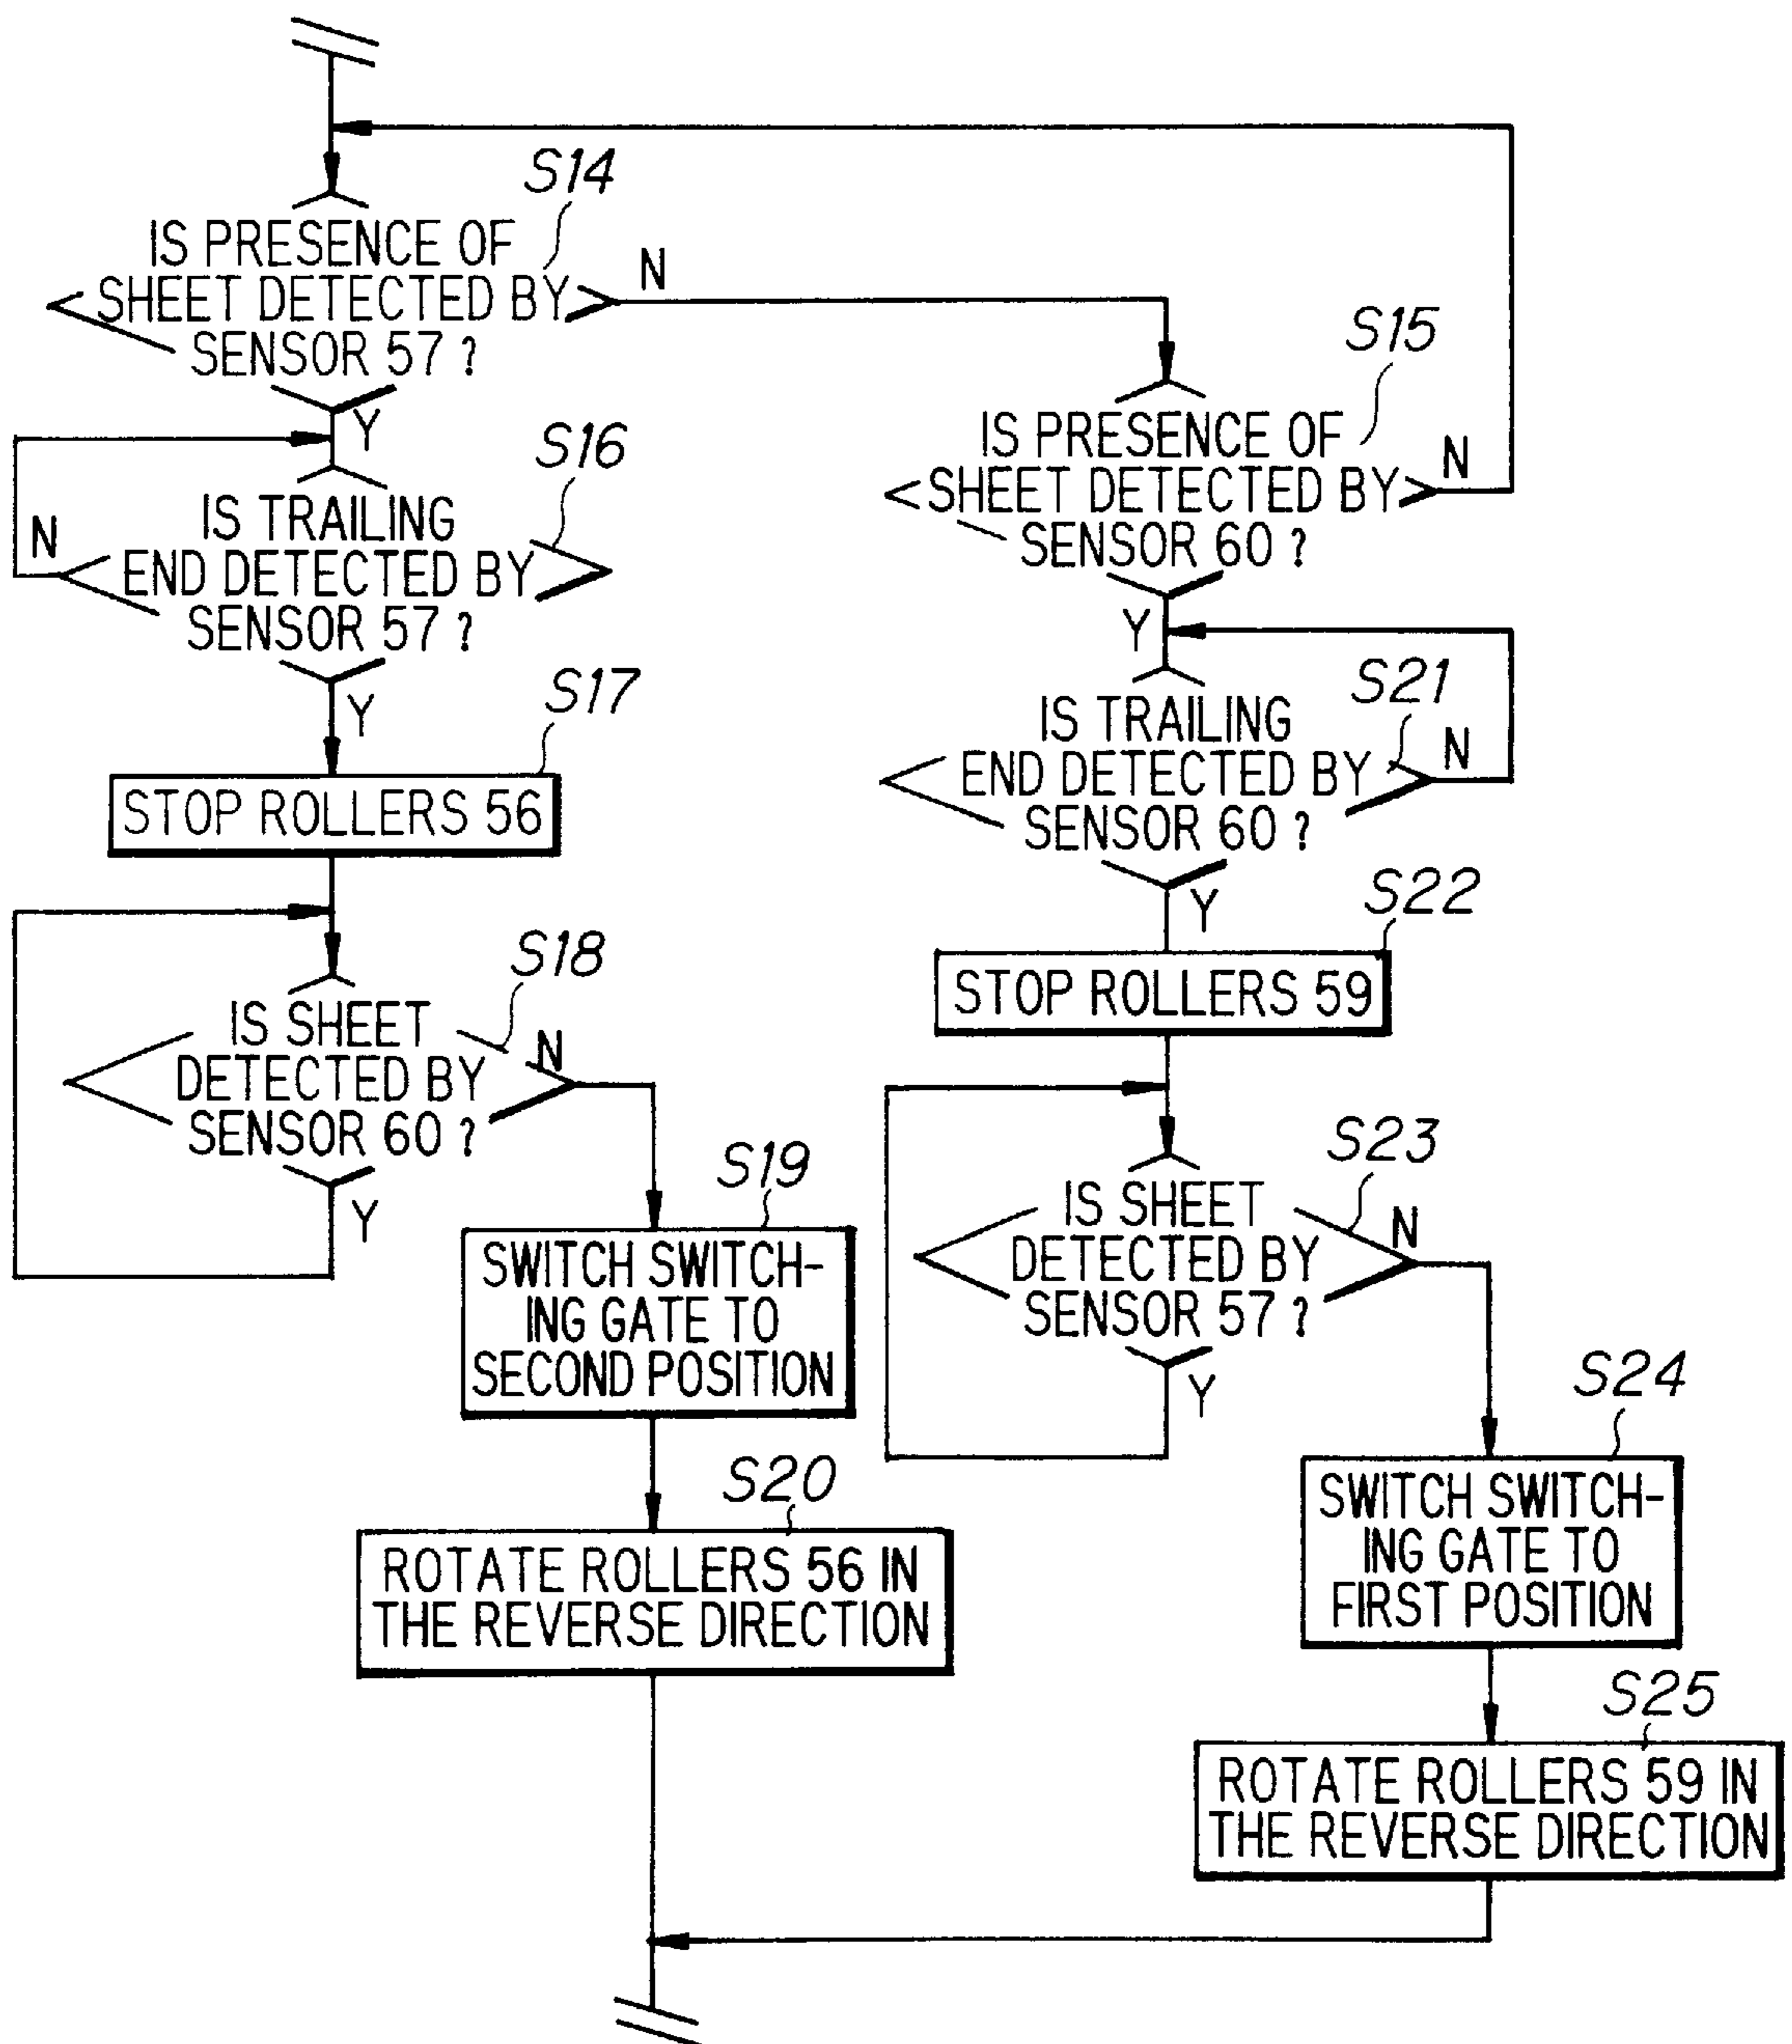 S14
IS PRESENCE OF
SHEET DETECTED BY
SENSOR 57 ?
N
Y
S15
IS PRESENCE OF
SHEET DETECTED BY
SENSOR 60 ?
N
Y
S16
IS TRAILING
END DETECTED BY
SENSOR 57 ?
N
Y
S17
STOP ROLLERS 56
S18
IS SHEET
DETECTED BY
SENSOR 60 ?
N
Y
S19
SWITCH SWITCH-
ING GATE TO
SECOND POSITION
S20
ROTATE ROLLERS 56 IN
THE REVERSE DIRECTION
S21
IS TRAILING
END DETECTED BY
SENSOR 60 ?
N
Y
S22
STOP ROLLERS 59
S23
IS SHEET
DETECTED BY
SENSOR 57 ?
N
Y
S24
SWITCH SWITCH-
ING GATE TO
FIRST POSITION
S25
ROTATE ROLLERS 59 IN
THE REVERSE DIRECTION